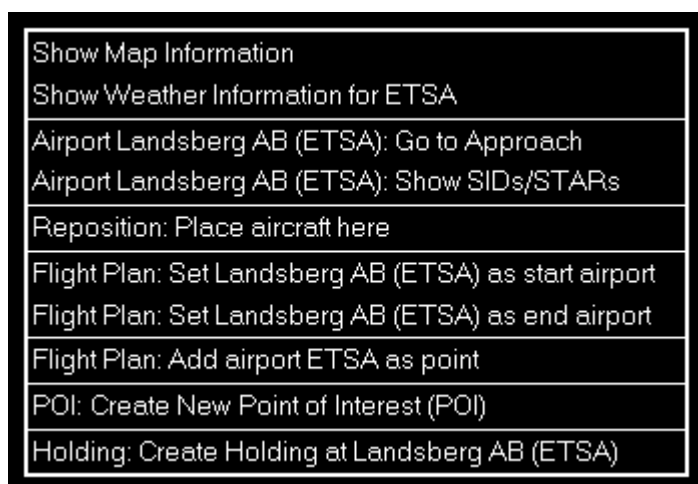 Show Map Information
Show Weather Information for ETSA
Airport Landsberg AB (ETSA): Go to Approach
Airport Landsberg AB (ETSA): Show SIDs/STARs
Reposition: Place aircraft here
Flight Plan: Set Landsberg AB (ETSA) as start airport
Flight Plan: Set Landsberg AB (ETSA) as end airport
Flight Plan: Add airport ETSA as point
POI: Create New Point of Interest (POI)
Holding: Create Holding at Landsberg AB (ETSA)